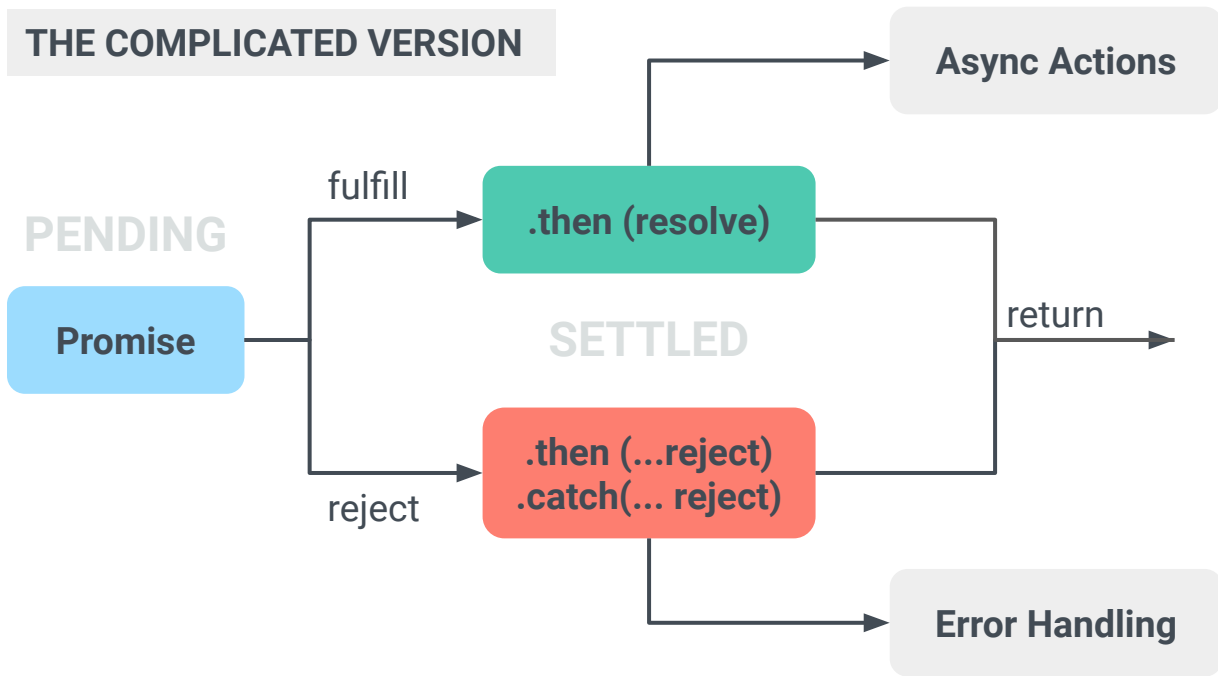 THE COMPLICATED VERSION
Async Actions
fulfill
.then (resolve)
PENDING
Promise
SETTLED
return
.then (...reject)
.catch(... reject)
reject
Error Handling